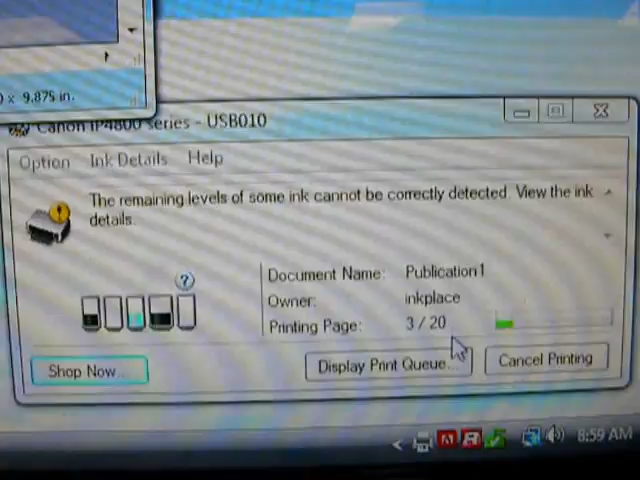 x 9.875 in.
Canon iP4800 series - USB010
Option Ink Details Help
The remaining levels of some ink cannot be correctly detected. View the ink
details.
?
Document Name: Publication1
Owner: inkplace
Printing Page: 3 / 20
Shop Now...
Display Print Queue...
Cancel Printing
8:59 AM